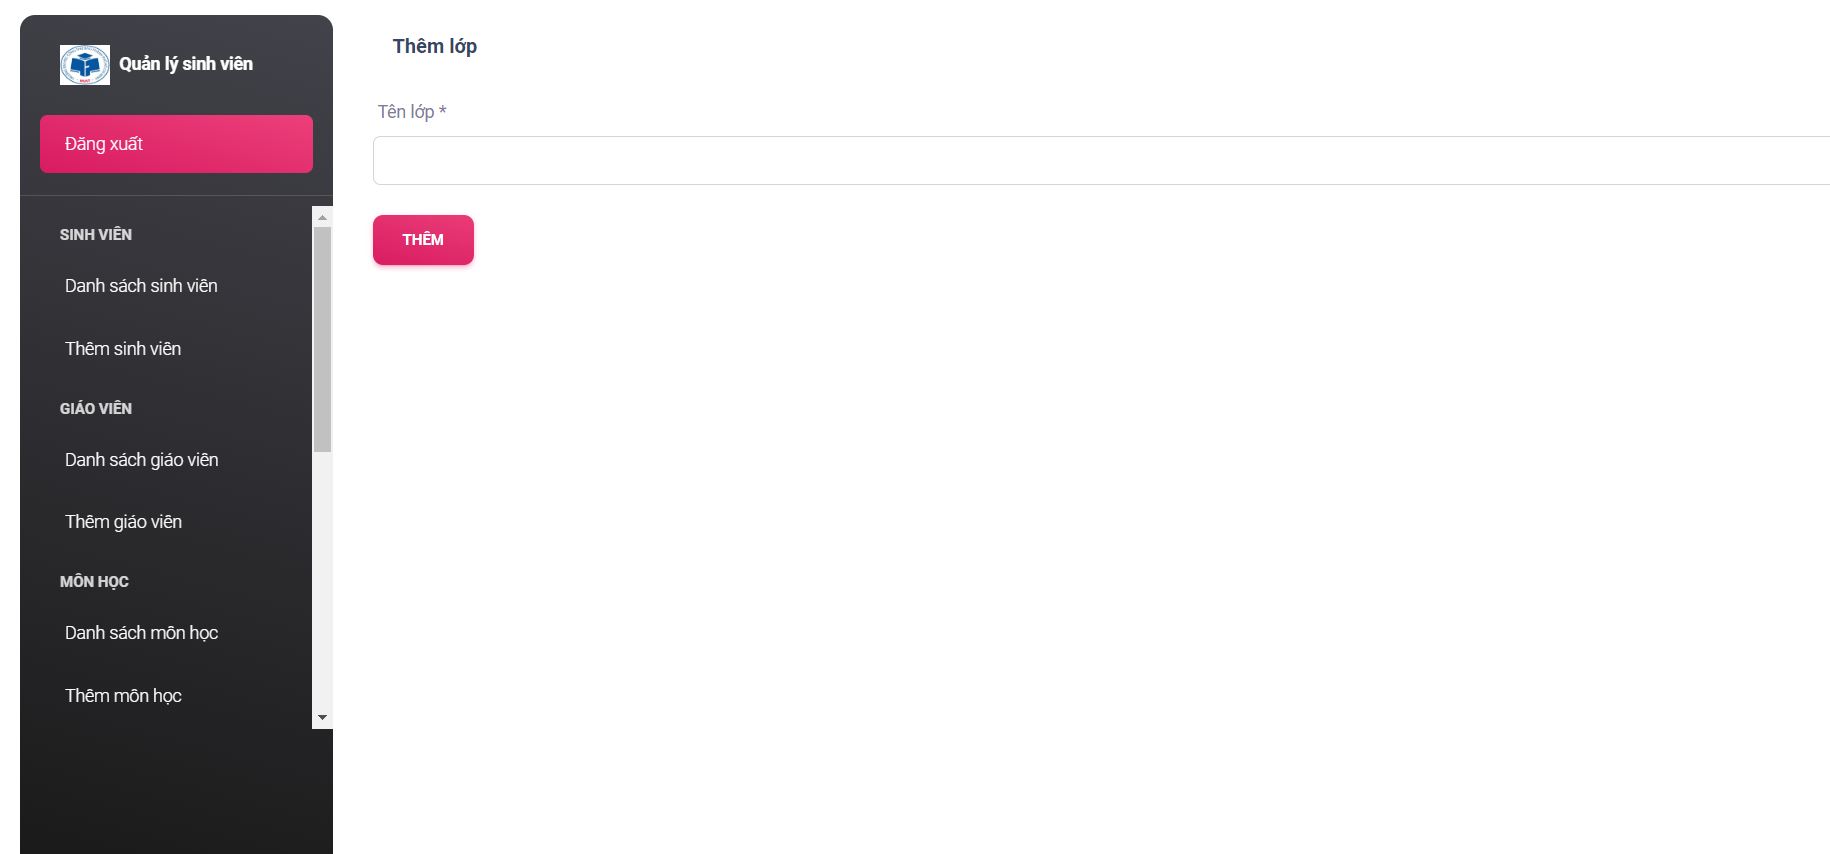 Quản lý sinh viên
Đăng xuất
SINH VIÊN
Danh sách sinh viên
Thêm sinh viên
GIÁO VIÊN
Danh sách giáo viên
Thêm giáo viên
MÔN HỌC
Danh sách môn học
Thêm môn học
Thêm lớp
Tên lớp *
THÊM